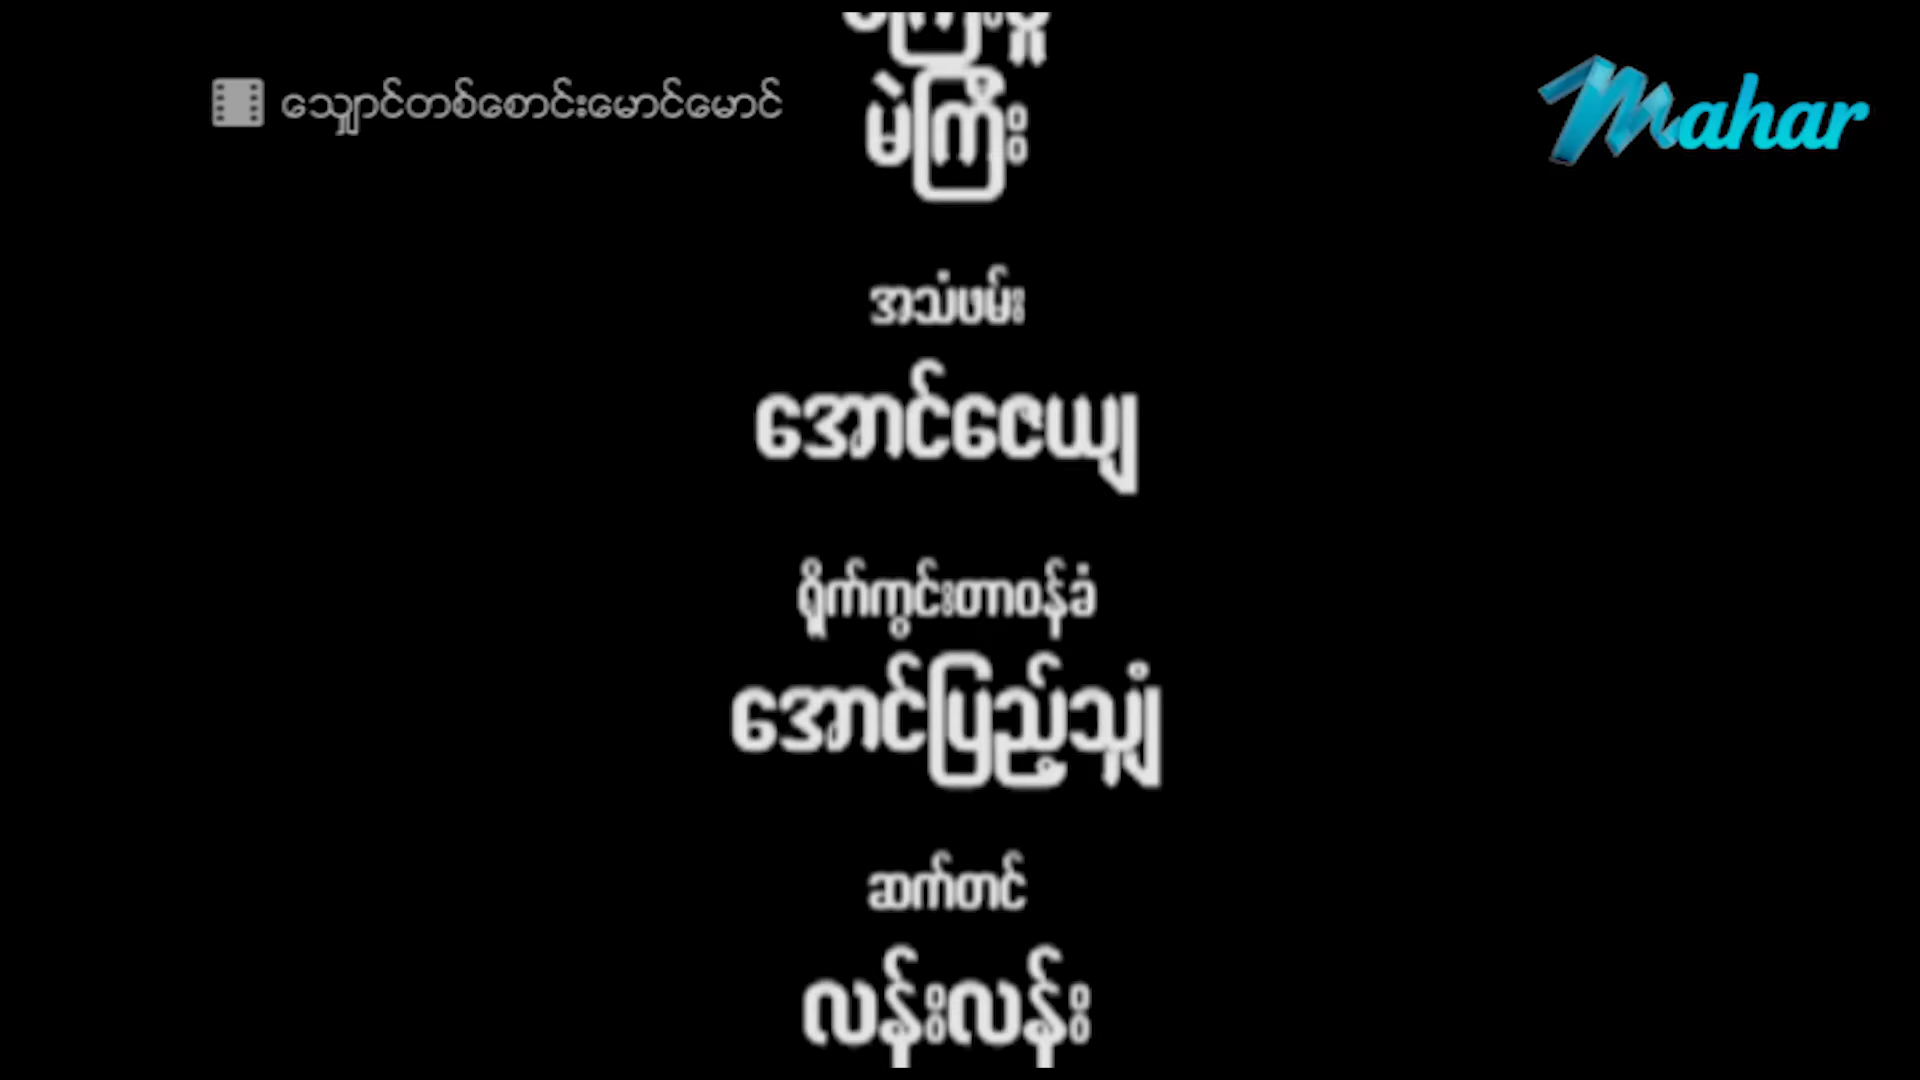 သျှောင်တစ်စောင်းမောင်မောင်
Mahar
မဲကြီး
အသံဖမ်း
အောင်ဇေယျ
ရိုက်ကွင်းတာဝန်ခံ
အောင်ပြည့်သျှံ
ဆက်တင်
လန်းလန်း